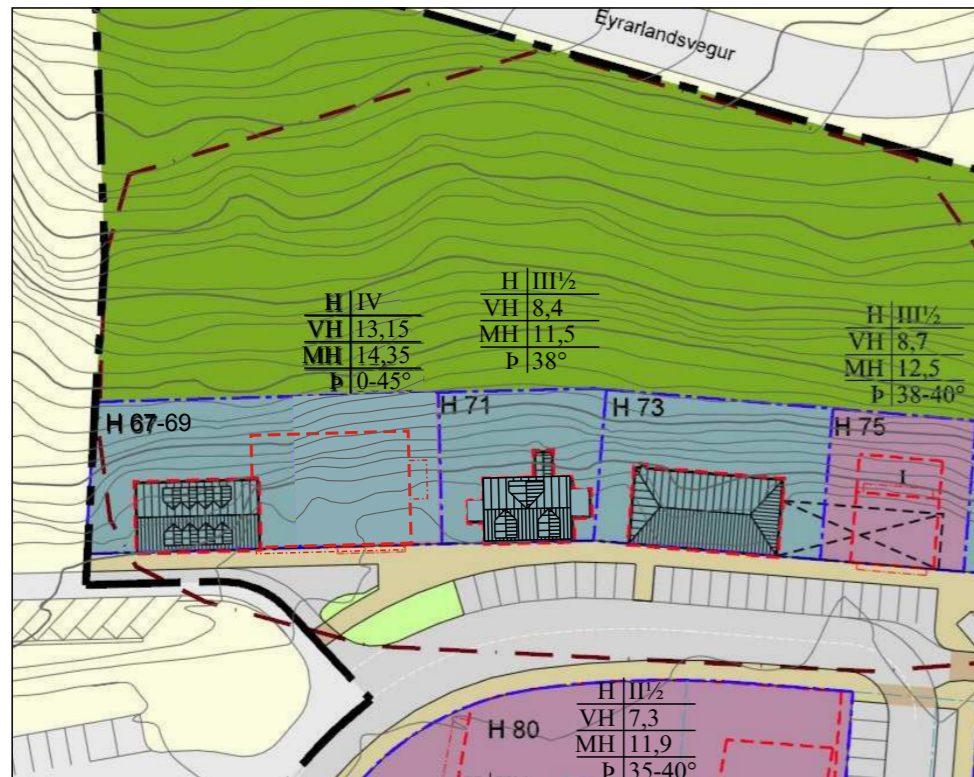 Eyrarlandsvegur
H III½
VH 8,4
MH 11,5
Þ 38°
H IV
VH 13,15
MH 14,35
Þ 0-45°
H III½
VH 8,7
MH 12,5
Þ 38-40°
H 67-69
H 71
H 73
H 75
I
H II½
VH 7,3
MH 11,9
Þ 35-40°
H 80